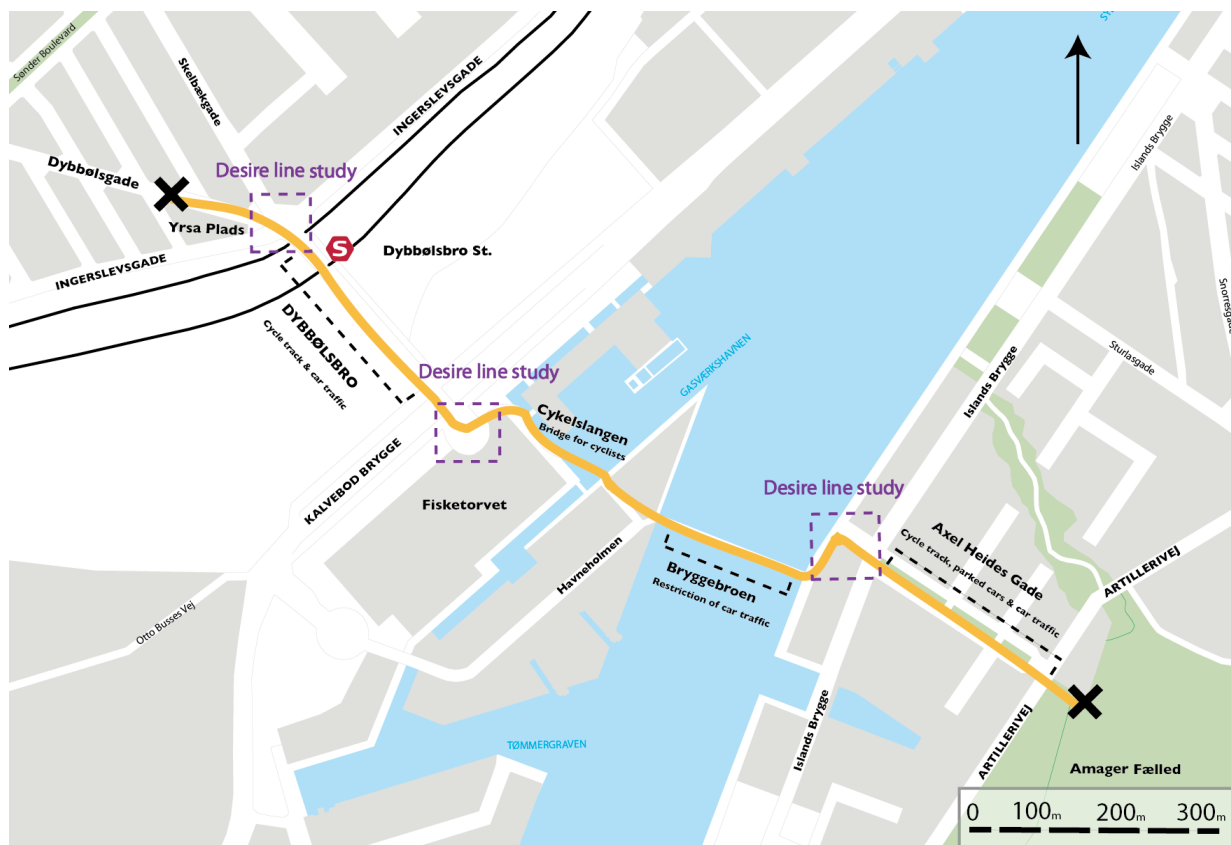 SY
Sønder Boulevard
Skelbækgade
INGERSLEVSGADE
Islands Brygge
Dybbølsgade
Desire line study
Yrsa Plads
S
Dybbølsbro St.
INGERSLEVSGADE
Snorresgade
DYBBØLSBRO
Cycle track & car traffic
Sturlasgade
GASVÆRKSHAVNEN
Islands Brygge
Desire line study
Cykelslangen
Bridge for cyclists
KALVEBOD BRYGGE
Desire line study
Fisketorvet
Axel Heides Gade
Cycle track, parked cars & car traffic
Havneholmen
Bryggebroen
Restriction of car traffic
ARTILLERIVEJ
Otto Busses Vej
Islands Brygge
ARTILLERIVEJ
TØMMERGRAVEN
Amager Fælled
0 100m 200m 300m